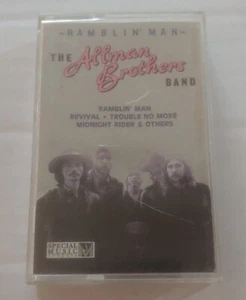 ~RAMBLIN' MAN~
THE Allman Brothers BAND
RAMBLIN' MAN
REVIVAL • TROUBLE NO MORE
MIDNIGHT RIDER & OTHERS
SPECIAL
MUSIC